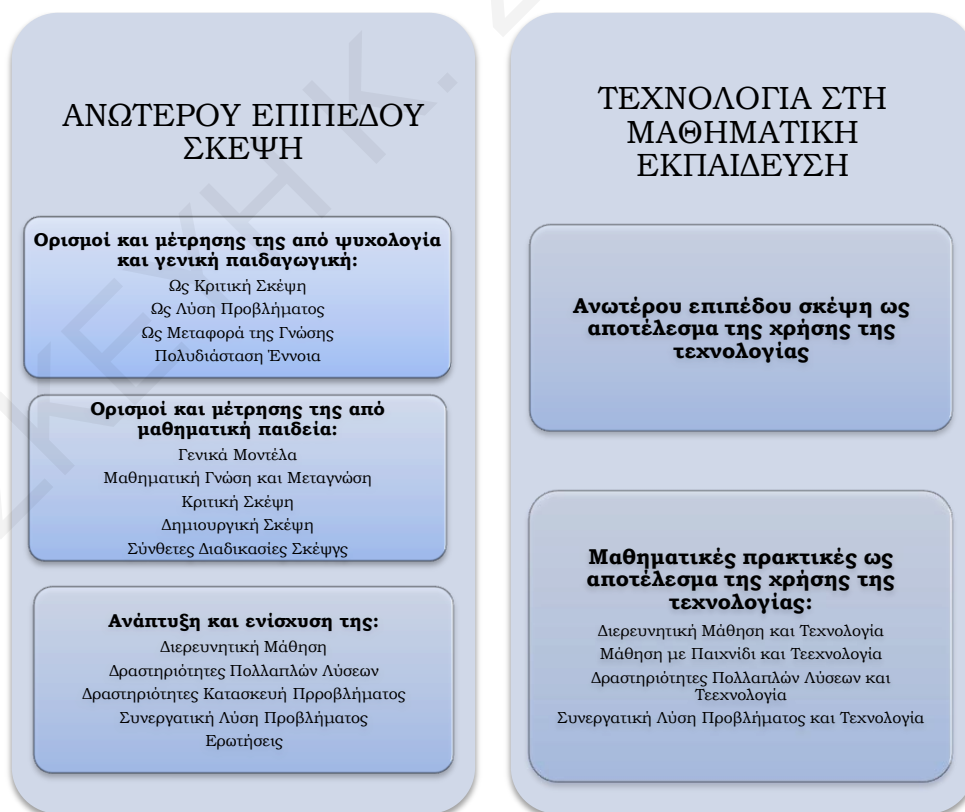 ΑΝΩΤΕΡΟΥ ΕΠΙΠΕΔΟΥ
ΣΚΕΨΗ
Ορισμοί και μέτρησης της από ψυχολογία
και γενική παιδαγωγική:
Ως Κριτική Σκέψη
Ως Λύση Προβλήματος
Ως Μεταφορά της Γνώσης
Πολυδιάσταση Έννοια
Ορισμοί και μέτρησης της από
μαθηματική παιδεία:
Γενικά Μοντέλα
Μαθηματική Γνώση και Μεταγνώση
Κριτική Σκέψη
Δημιουργική Σκέψη
Σύνθετες Διαδικασίες Σκέψγς
Ανάπτυξη και ενίσχυση της:
Διερευνητική Μάθηση
Δραστηριότητες Πολλαπλών Λύσεων
Δραστηριότητες Κατασκευή Πρροβλήματος
Συνεργατική Λύση Προβλήματος
Ερωτήσεις
ΤΕΧΝΟΛΟΓΙΑ ΣΤΗ
ΜΑΘΗΜΑΤΙΚΗ
ΕΚΠΑΙΔΕΥΣΗ
Ανωτέρου επιπέδου σκέψη ως
αποτέλεσμα της χρήσης της
τεχνολογίας
Μαθηματικές πρακτικές ως
αποτέλεσμα της χρήσης της
τεχνολογίας:
Διερευνητική Μάθηση και Τεχνολογία
Μάθηση με Παιχνίδι και Τεεχνολογία
Δραστηριότητες Πολλαπλών Λύσεων και
Τεεχνολογία
Συνεργατική Λύση Προβλήματος και Τεχνολογία